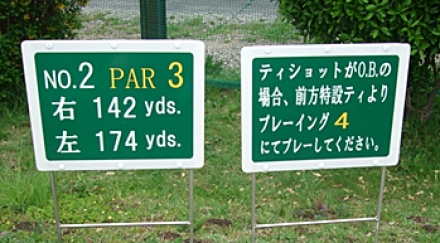 NO.2 PAR 3
右 142 yds.
左 174 yds.
ティショットがO.B.の
場合、前方特設ティより
プレーイング 4
にてプレーしてください。